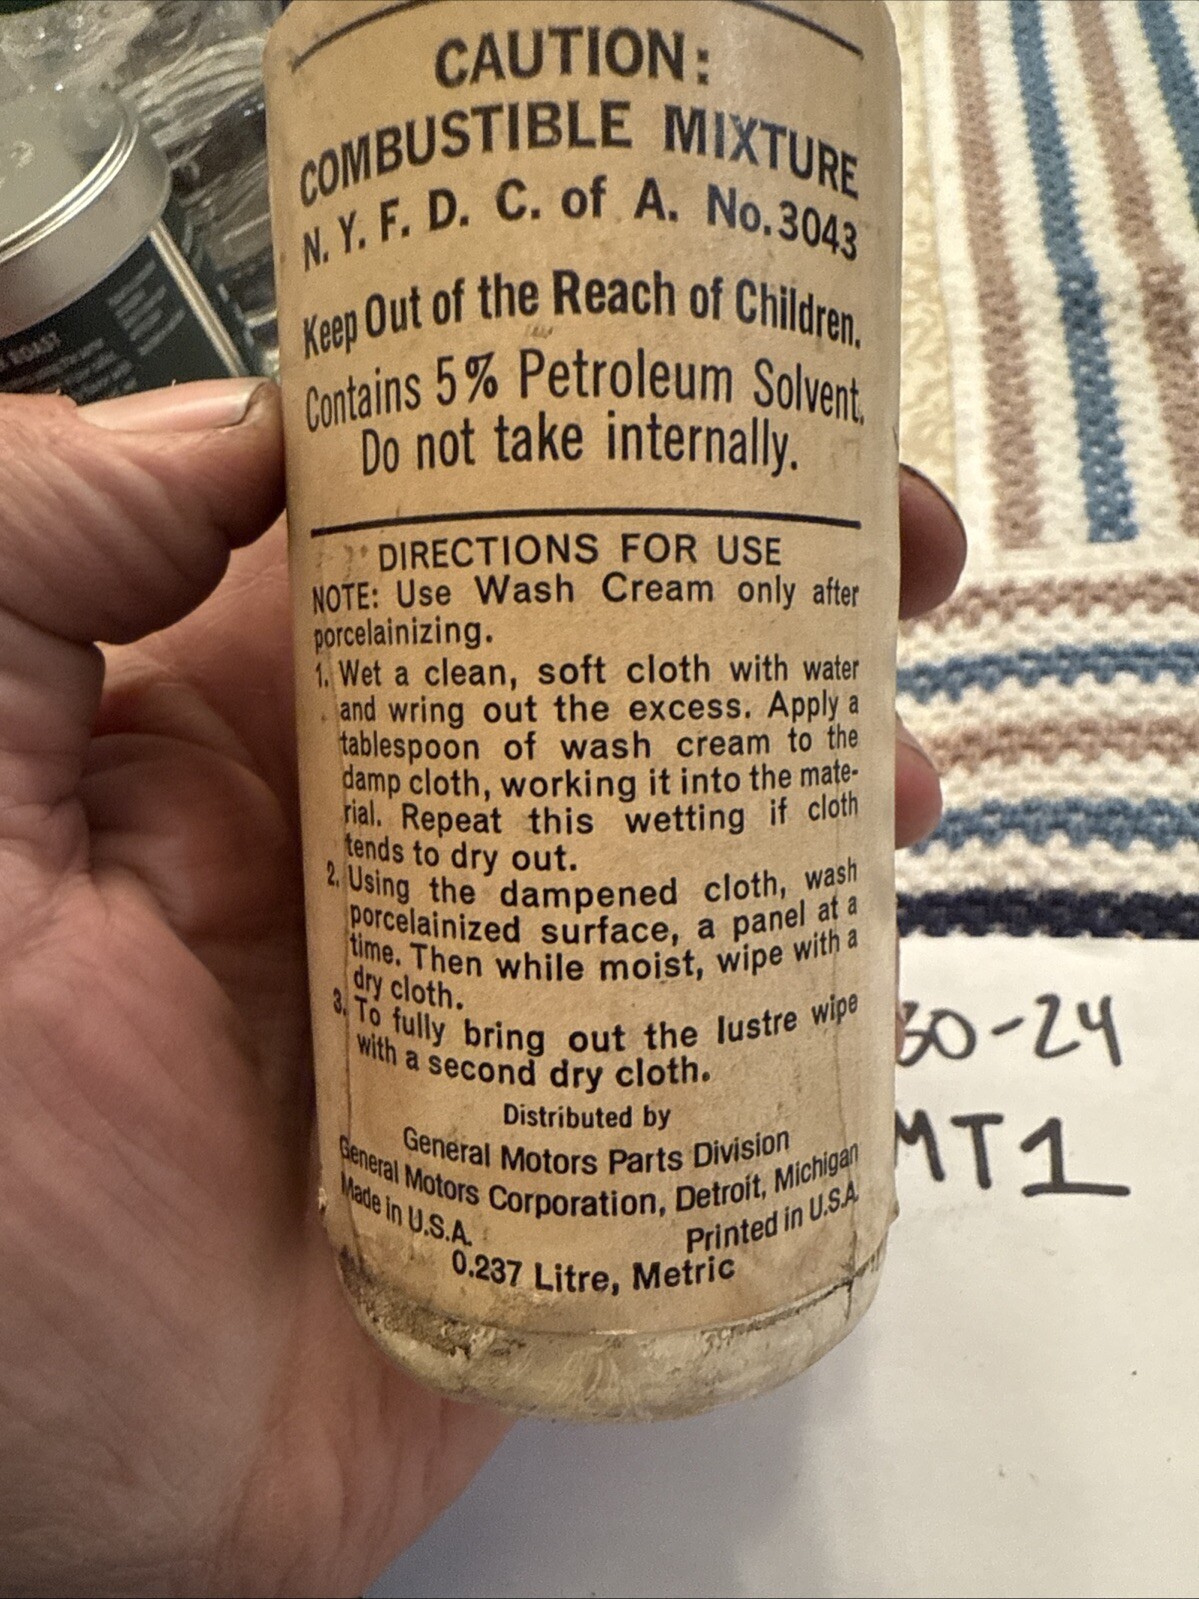 CAUTION:
COMBUSTIBLE MIXTURE
N. Y. F. D. C. of A. No. 3043
Keep Out of the Reach of Children.
Contains 5% Petroleum Solvent.
Do not take internally.
DIRECTIONS FOR USE
NOTE: Use Wash Cream only after
porcelainizing.
1. Wet a clean, soft cloth with water
and wring out the excess. Apply a
tablespoon of wash cream to the
damp cloth, working it into the mate-
rial. Repeat this wetting if cloth
tends to dry out.
2. Using the dampened cloth, wash
porcelainized surface, a panel at a
time. Then while moist, wipe with a
dry cloth.
3. To fully bring out the lustre wipe
with a second dry cloth.
Distributed by
General Motors Parts Division
General Motors Corporation, Detroit, Michigan
Made in U.S.A. Printed in U.S.A.
0.237 Litre, Metric
ROAST
30-24
MT1